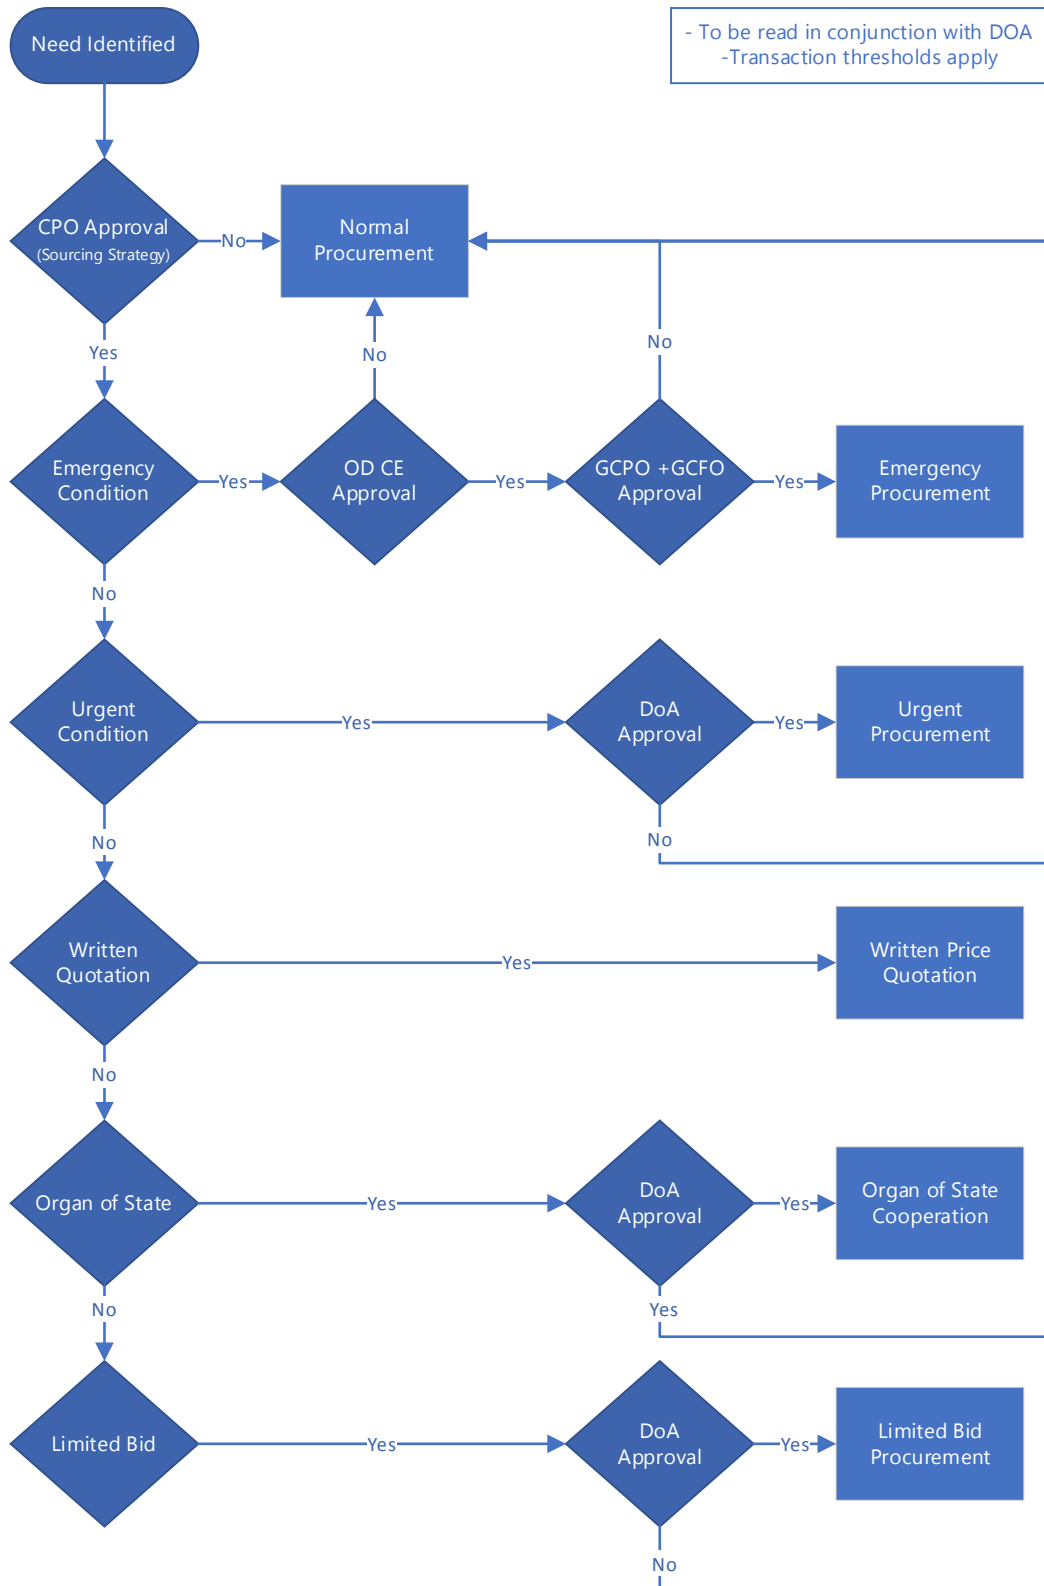 Need Identified
- To be read in conjunction with DOA
-Transaction thresholds apply
CPO Approval
(Sourcing Strategy)
No
Normal
Procurement
Yes
No
No
Emergency
Condition
Yes
OD CE
Approval
Yes
GCPO +GCFO
Approval
Yes
Emergency
Procurement
No
Urgent
Condition
Yes
DoA
Approval
Yes
Urgent
Procurement
No
No
Written
Quotation
Yes
Written Price
Quotation
No
Organ of State
Yes
DoA
Approval
Yes
Organ of State
Cooperation
No
Yes
Limited Bid
Yes
DoA
Approval
Yes
Limited Bid
Procurement
No